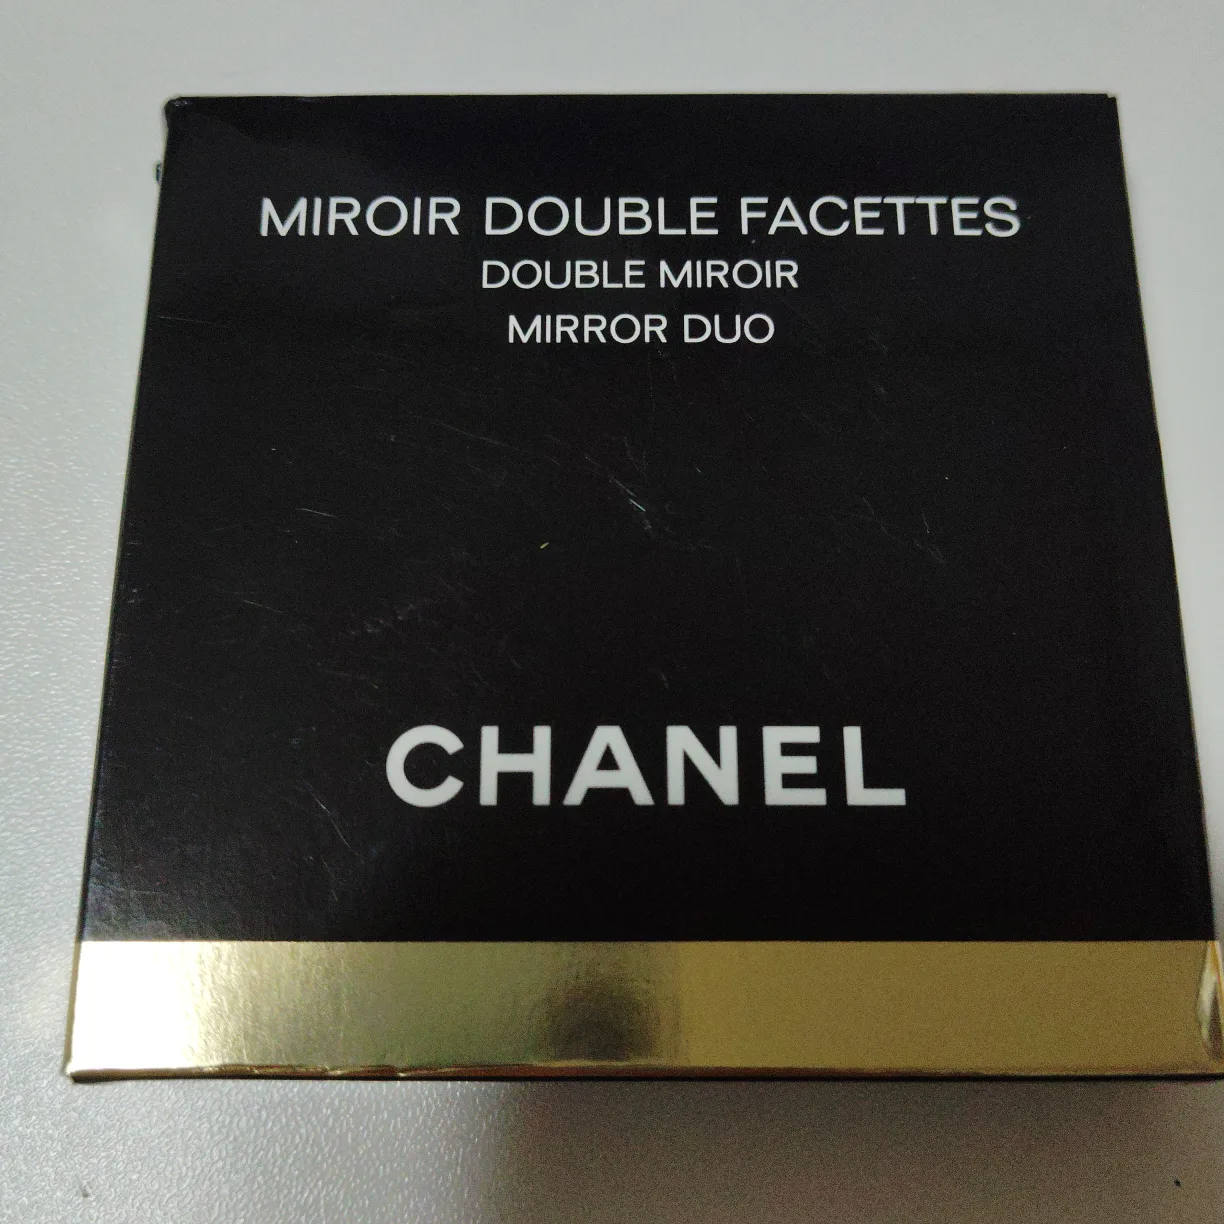 MIROIR DOUBLE FACETTES
DOUBLE MIROIR
MIRROR DUO
CHANEL